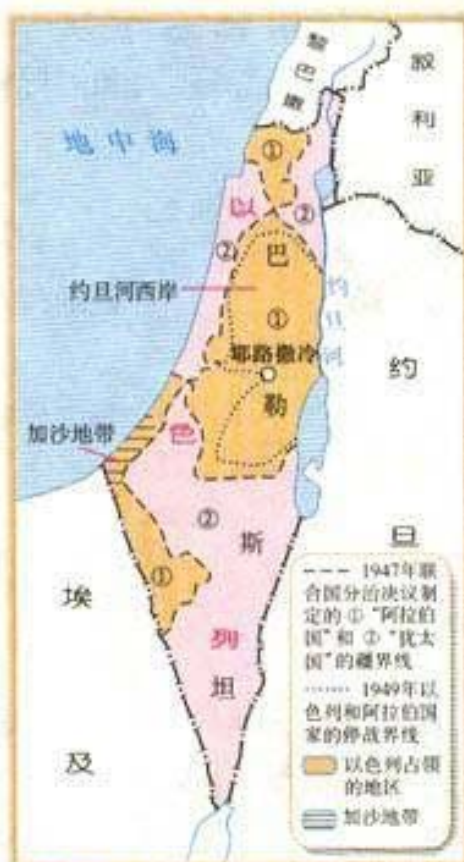 黎巴嫩
叙利亚
地中海
①
以
②
②
巴
约旦河西岸
①
约旦河
耶路撒冷
约
勒
加沙地带
色
②
斯
旦
①
埃
列
坦
及
--- 1947年联
合国分治决议制
定的①“阿拉伯
国”和②“犹太
国”的疆界线
...... 1949年以
色列和阿拉伯国
家的停战界线
以色列占领
的地区
加沙地带